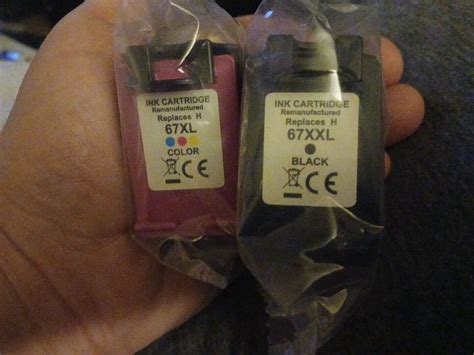 INK CARTRIDGE
Remanufactured
Replaces H
67XL
COLOR
CE
INK CARTRIDGE
Remanufactured
Replaces H
67XXL
BLACK
CE